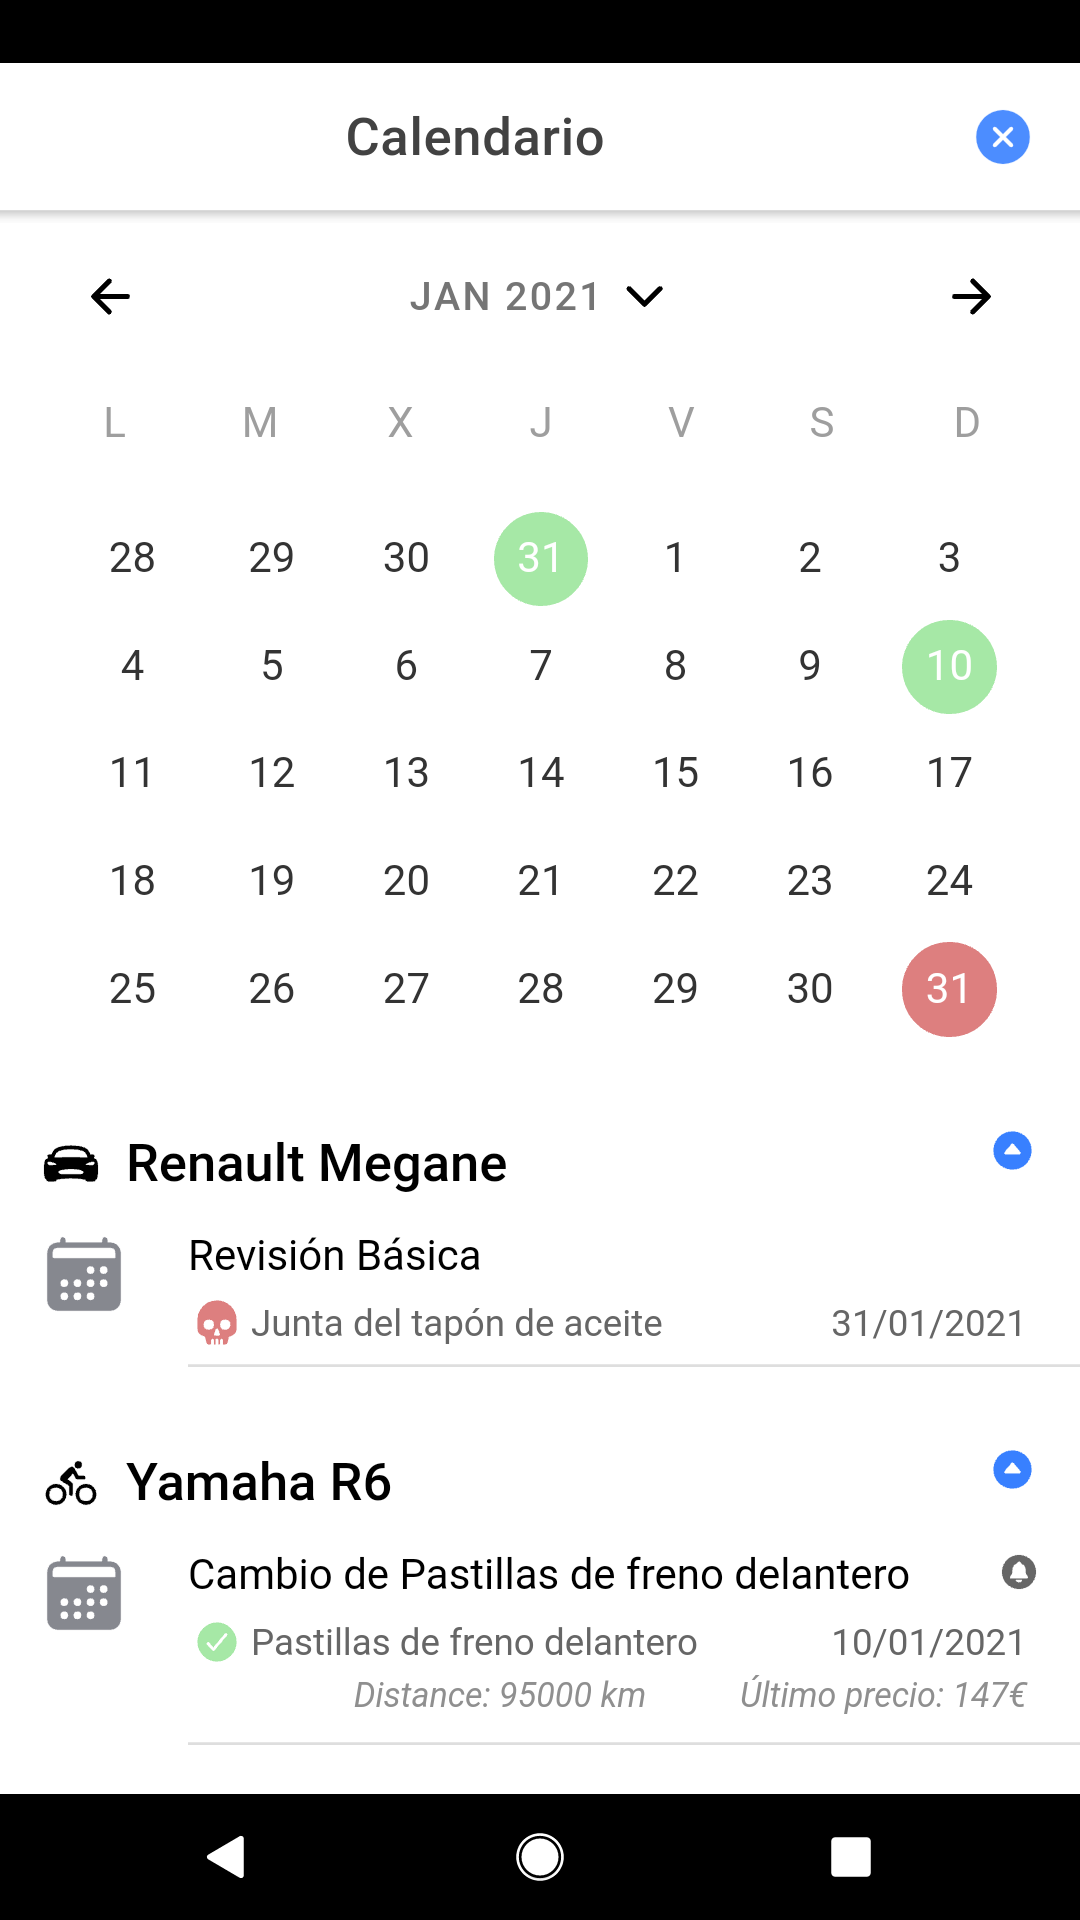 Calendario
JAN 2021
L M X J V S D
28 29 30 31 1 2 3
4 5 6 7 8 9 10
11 12 13 14 15 16 17
18 19 20 21 22 23 24
25 26 27 28 29 30 31
Renault Megane
Revisión Básica
Junta del tapón de aceite 31/01/2021
Yamaha R6
Cambio de Pastillas de freno delantero
Pastillas de freno delantero 10/01/2021
Distance: 95000 km Último precio: 147€